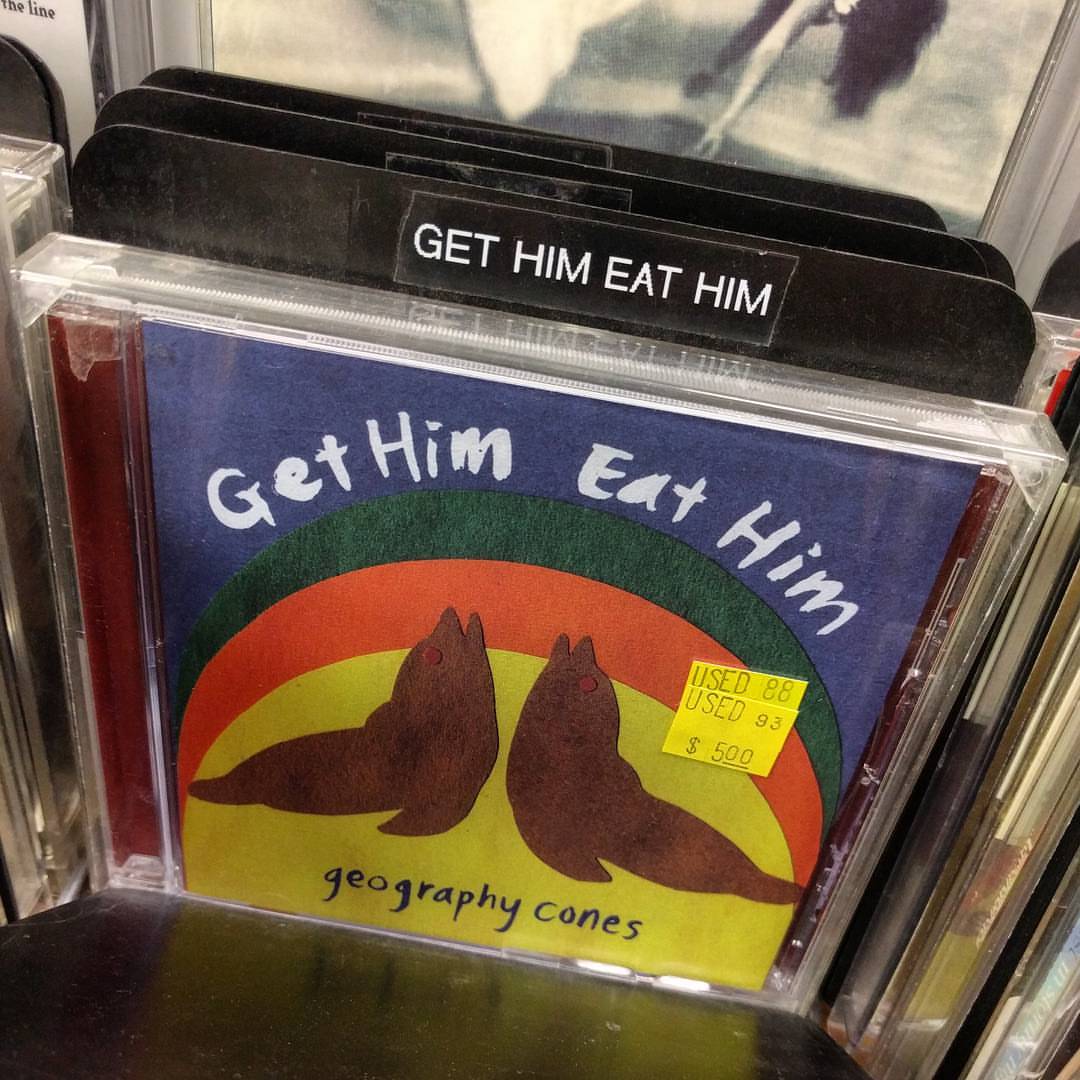 the line
GET HIM EAT HIM
Get Him Eat Him
USED 88
USED 93
$ 500
geography cones